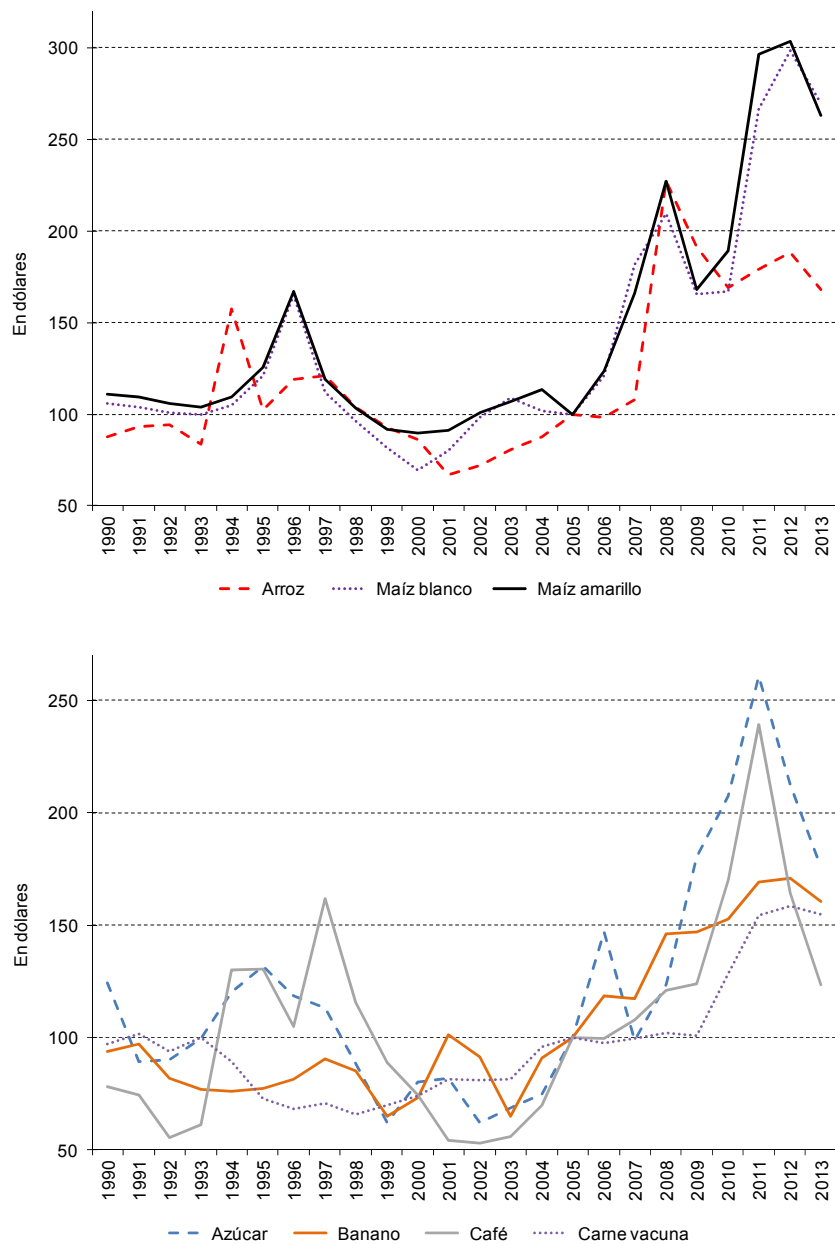 300
250
200
150
100
50
En dólares
1990 1991 1992 1993 1994 1995 1996 1997 1998 1999 2000 2001 2002 2003 2004 2005 2006 2007 2008 2009 2010 2011 2012 2013
Arroz Maíz blanco Maíz amarillo
250
200
150
100
50
En dólares
1990 1991 1992 1993 1994 1995 1996 1997 1998 1999 2000 2001 2002 2003 2004 2005 2006 2007 2008 2009 2010 2011 2012 2013
Azúcar Banano Café Carne vacuna